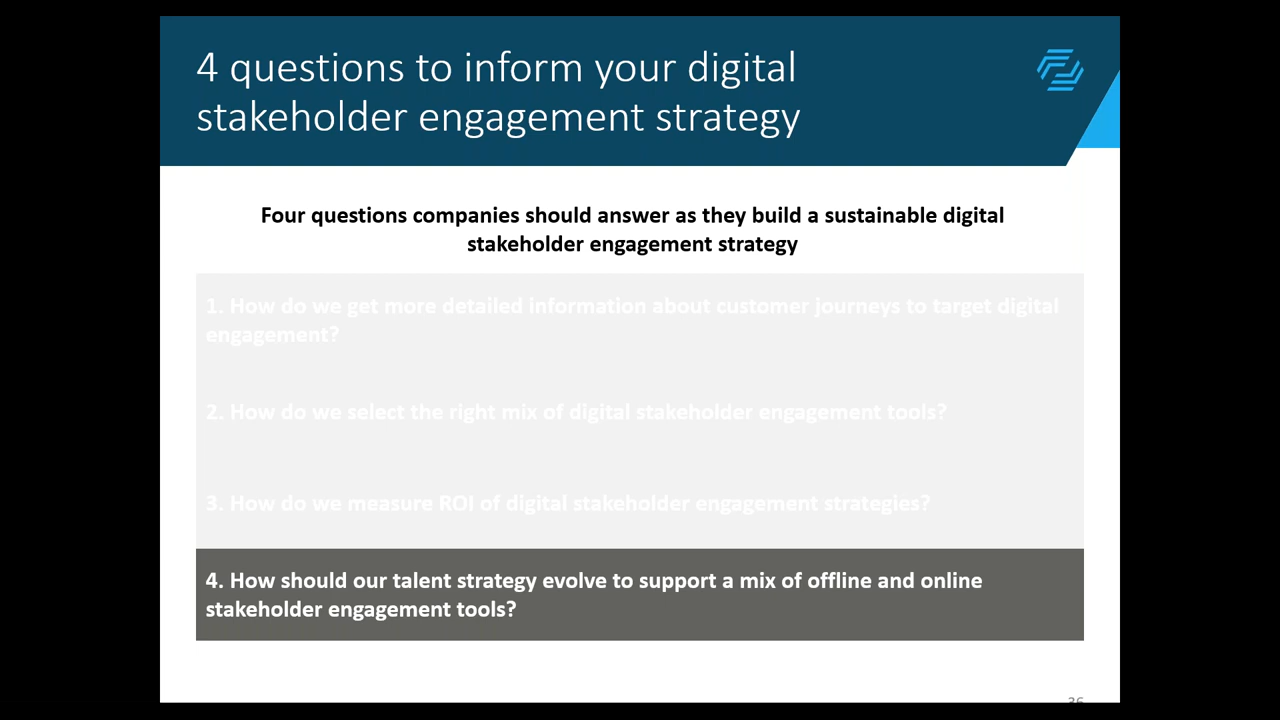 4 questions to inform your digital
stakeholder engagement strategy
Four questions companies should answer as they build a sustainable digital
stakeholder engagement strategy
1. How do we get more detailed information about customer journeys to target digital
engagement?
2. How do we select the right mix of digital stakeholder engagement tools?
3. How do we measure ROI of digital stakeholder engagement strategies?
4. How should our talent strategy evolve to support a mix of offline and online
stakeholder engagement tools?
36